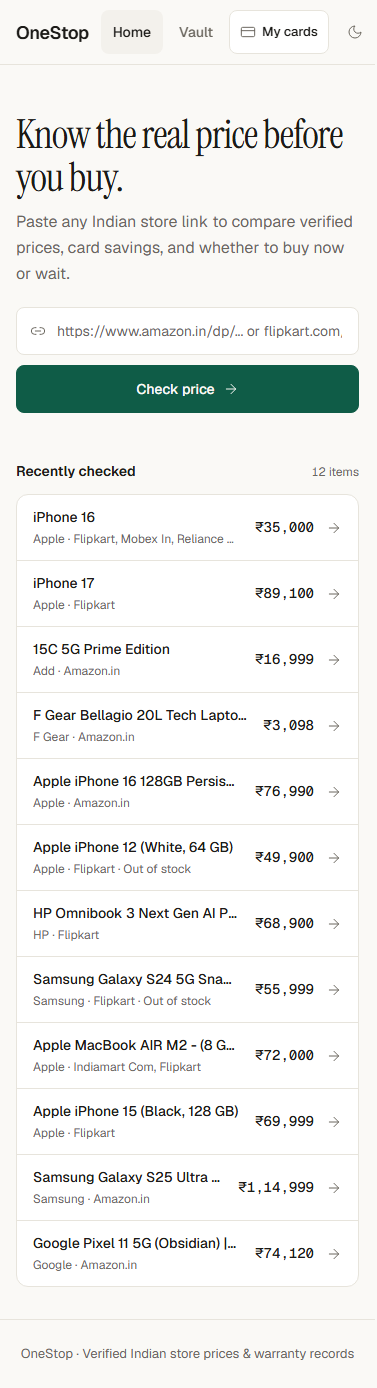 OneStop
Home
Vault
My cards
Know the real price before
you buy.
Paste any Indian store link to compare verified
prices, card savings, and whether to buy now
or wait.
https://www.amazon.in/dp/... or flipkart.com,
Check price →
Recently checked
12 items
iPhone 16
Apple · Flipkart, Mobex In, Reliance ...
₹35,000 →
iPhone 17
Apple · Flipkart
₹89,100 →
15C 5G Prime Edition
Add · Amazon.in
₹16,999 →
F Gear Bellagio 20L Tech Lapto...
F Gear · Amazon.in
₹3,098 →
Apple iPhone 16 128GB Persis...
Apple · Amazon.in
₹76,990 →
Apple iPhone 12 (White, 64 GB)
Apple · Flipkart · Out of stock
₹49,900 →
HP Omnibook 3 Next Gen AI P...
HP · Flipkart
₹68,900 →
Samsung Galaxy S24 5G Sna...
Samsung · Flipkart · Out of stock
₹55,999 →
Apple MacBook AIR M2 - (8 G...
Apple · Indiamart Com, Flipkart
₹72,000 →
Apple iPhone 15 (Black, 128 GB)
Apple · Flipkart
₹69,999 →
Samsung Galaxy S25 Ultra ...
Samsung · Amazon.in
₹1,14,999 →
Google Pixel 11 5G (Obsidian) |...
Google · Amazon.in
₹74,120 →
OneStop · Verified Indian store prices & warranty records